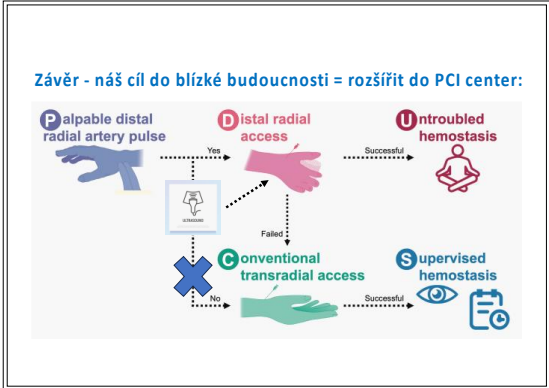 Závěr - náš cíl do blízké budoucnosti = rozšířit do PCI center:
Palpable distal
radial artery pulse
Yes
Distal radial
access
Successful
Untroubled
hemostasis
Failed
Conventional
transradial access
No
Successful
Supervised
hemostasis